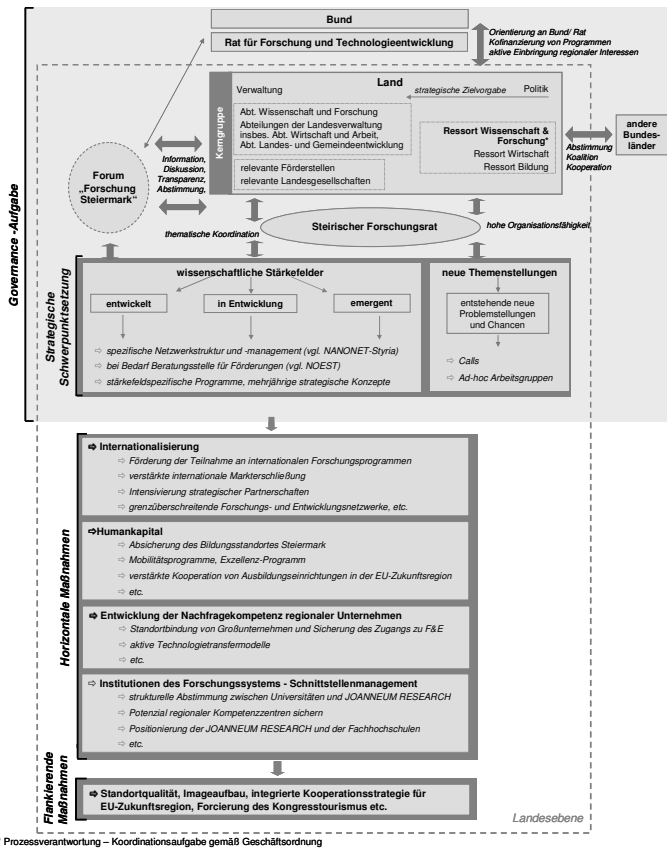 Bund
Rat für Forschung und Technologieentwicklung
Orientierung an Bund/ Rat
Kofinanzierung von Programmen
aktive Einbringung regionaler Interessen
Land
Kerngruppe
Verwaltung
strategische Zielvorgabe
Politik
Abt. Wissenschaft und Forschung
Abteilungen der Landesverwaltung
insbes. Abt. Wirtschaft und Arbeit,
Abt. Landes- und Gemeindeentwicklung
relevante Förderstellen
relevante Landesgesellschaften
Ressort Wissenschaft &
Forschung*
Ressort Wirtschaft
Ressort Bildung
andere
Bundes-
länder
Abstimmung
Koalition
Kooperation
Forum
„Forschung
Steiermark“
Information,
Diskussion,
Transparenz,
Abstimmung,
Steirischer Forschungsrat
thematische Koordination
hohe Organisationsfähigkeit
Governance -Aufgabe
Strategische
Schwerpunktsetzung
wissenschaftliche Stärkefelder
entwickelt
in Entwicklung
emergent
⇨ spezifische Netzwerkstruktur und -management (vgl. NANONET-Styria)
⇨ bei Bedarf Beratungsstelle für Förderungen (vgl. NOEST)
⇨ stärkefeldspezifische Programme, mehrjährige strategische Konzepte
neue Themenstellungen
entstehende neue
Problemstellungen
und Chancen
⇨ Calls
⇨ Ad-hoc Arbeitsgruppen
Horizontale Maßnahmen
⇨ Internationalisierung
⇨ Förderung der Teilnahme an internationalen Forschungsprogrammen
⇨ verstärkte internationale Markterschließung
⇨ Intensivierung strategischer Partnerschaften
⇨ grenzüberschreitende Forschungs- und Entwicklungsnetzwerke, etc.
⇨Humankapital
⇨ Absicherung des Bildungsstandortes Steiermark
⇨ Mobilitätsprogramme, Exzellenz-Programm
⇨ verstärkte Kooperation von Ausbildungseinrichtungen in der EU-Zukunftsregion
⇨ etc.
⇨ Entwicklung der Nachfragekompetenz regionaler Unternehmen
⇨ Standortbindung von Großunternehmen und Sicherung des Zugangs zu F&E
⇨ aktive Technologietransfermodelle
⇨ etc.
⇨ Institutionen des Forschungssystems - Schnittstellenmanagement
⇨ strukturelle Abstimmung zwischen Universitäten und JOANNEUM RESEARCH
⇨ Potenzial regionaler Kompetenzzentren sichern
⇨ Positionierung der JOANNEUM RESEARCH und der Fachhochschulen
⇨ etc.
Flankierende
Maßnahmen
⇨ Standortqualität, Imageaufbau, integrierte Kooperationsstrategie für
EU-Zukunftsregion, Forcierung des Kongresstourismus etc.
Landesebene
* Prozessverantwortung – Koordinationsaufgabe gemäß Geschäftsordnung